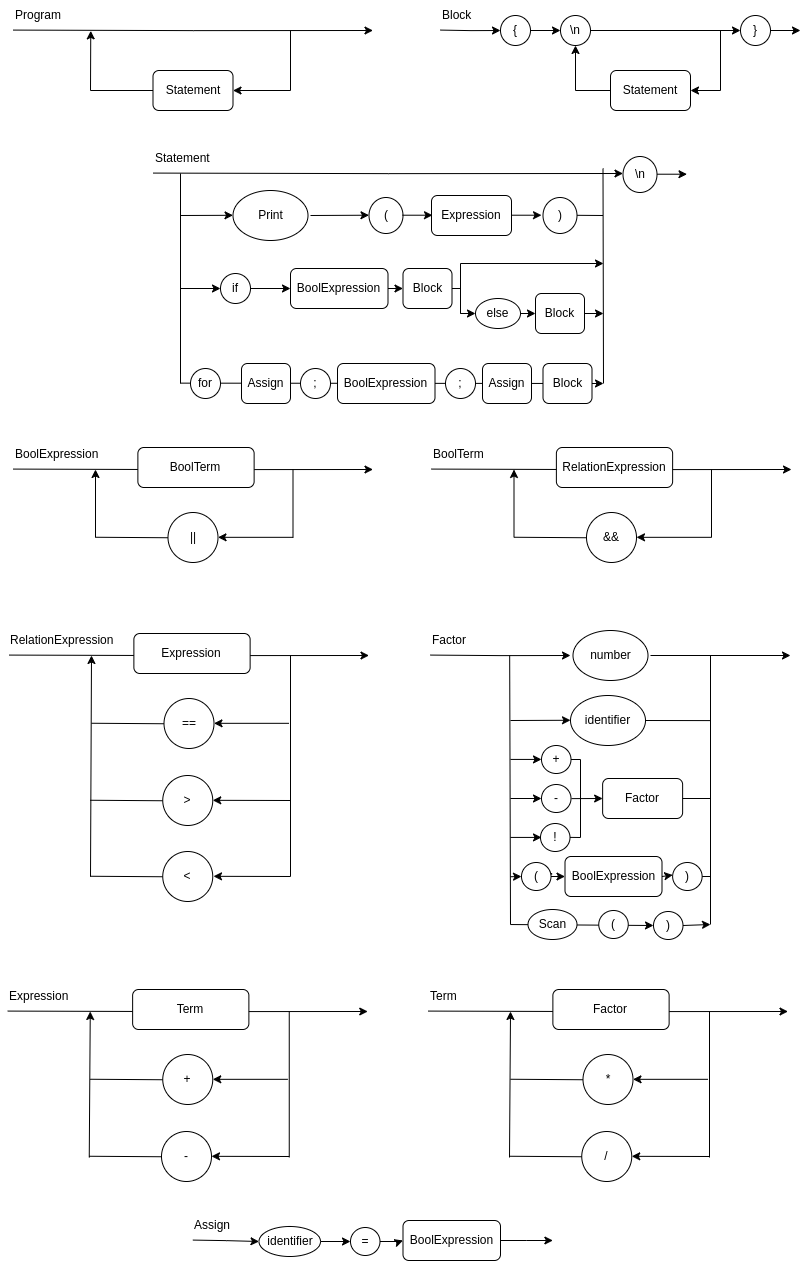 Program
Statement
Block
{
\n
}
Statement
Statement
\n
Print
(
Expression
)
if
BoolExpression
Block
else
Block
for
Assign
;
BoolExpression
;
Assign
Block
BoolExpression
BoolTerm
||
BoolTerm
RelationExpression
&&
RelationExpression
Expression
==
>
<
Factor
number
identifier
+
-
!
Factor
(
BoolExpression
)
Scan
(
)
Expression
Term
+
-
Term
Factor
*
/
Assign
identifier
=
BoolExpression